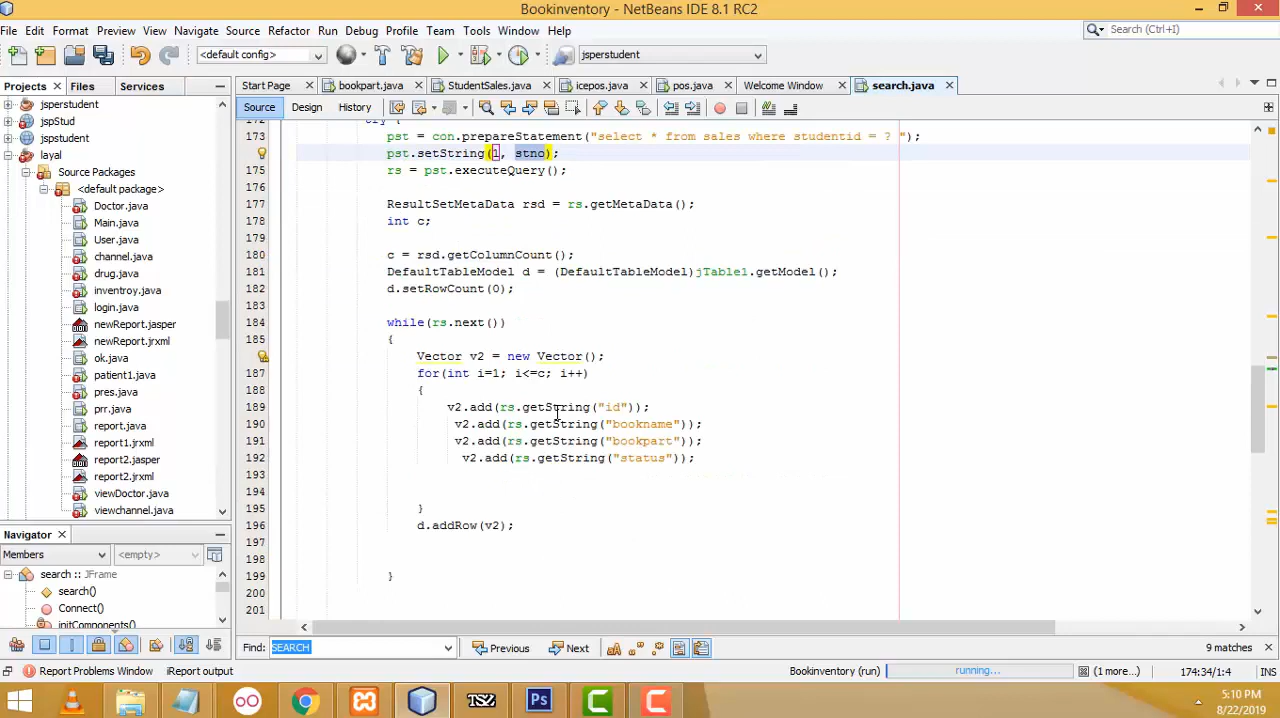 Bookinventory - NetBeans IDE 8.1 RC2
File Edit Format Preview View Navigate Source Refactor Run Debug Profile Team Tools Window Help
Search (Ctrl+I)
<default config>
jsperstudent
Projects Files Services
Start Page bookpart.java StudentSales.java icepos.java pos.java Welcome Window search.java
Source Design History
jsperstudent
jspStud
jspstudent
layal
Source Packages
<default package>
Doctor.java
Main.java
User.java
channel.java
drug.java
inventroy.java
login.java
newReport.jasper
newReport.jrxml
ok.java
patient1.java
pres.java
prr.java
report.java
report1.jrxml
report2.jasper
report2.jrxml
viewDoctor.java
viewchannel.java
173 pst = con.prepareStatement("select * from sales where studentid = ? ");
pst.setString(1, stno);
175 rs = pst.executeQuery();
176
177 ResultSetMetaData rsd = rs.getMetaData();
178 int c;
179
180 c = rsd.getColumnCount();
181 DefaultTableModel d = (DefaultTableModel)jTable1.getModel();
182 d.setRowCount(0);
183
184 while(rs.next())
185 {
Vector v2 = new Vector();
187 for(int i=1; i<=c; i++)
188 {
189 v2.add(rs.getString("id"));
190 v2.add(rs.getString("bookname"));
191 v2.add(rs.getString("bookpart"));
192 v2.add(rs.getString("status"));
193
194
195 }
196 d.addRow(v2);
197
198
199 }
200
201
Navigator
Members <empty>
search :: JFrame
search()
Connect()
initComponents()
Find: SEARCH Previous Next 9 matches
Report Problems Window iReport output Bookinventory (run) running... (1 more...) 174:34/1:4 INS
TSZ Ps C C
5:10 PM
8/22/2019